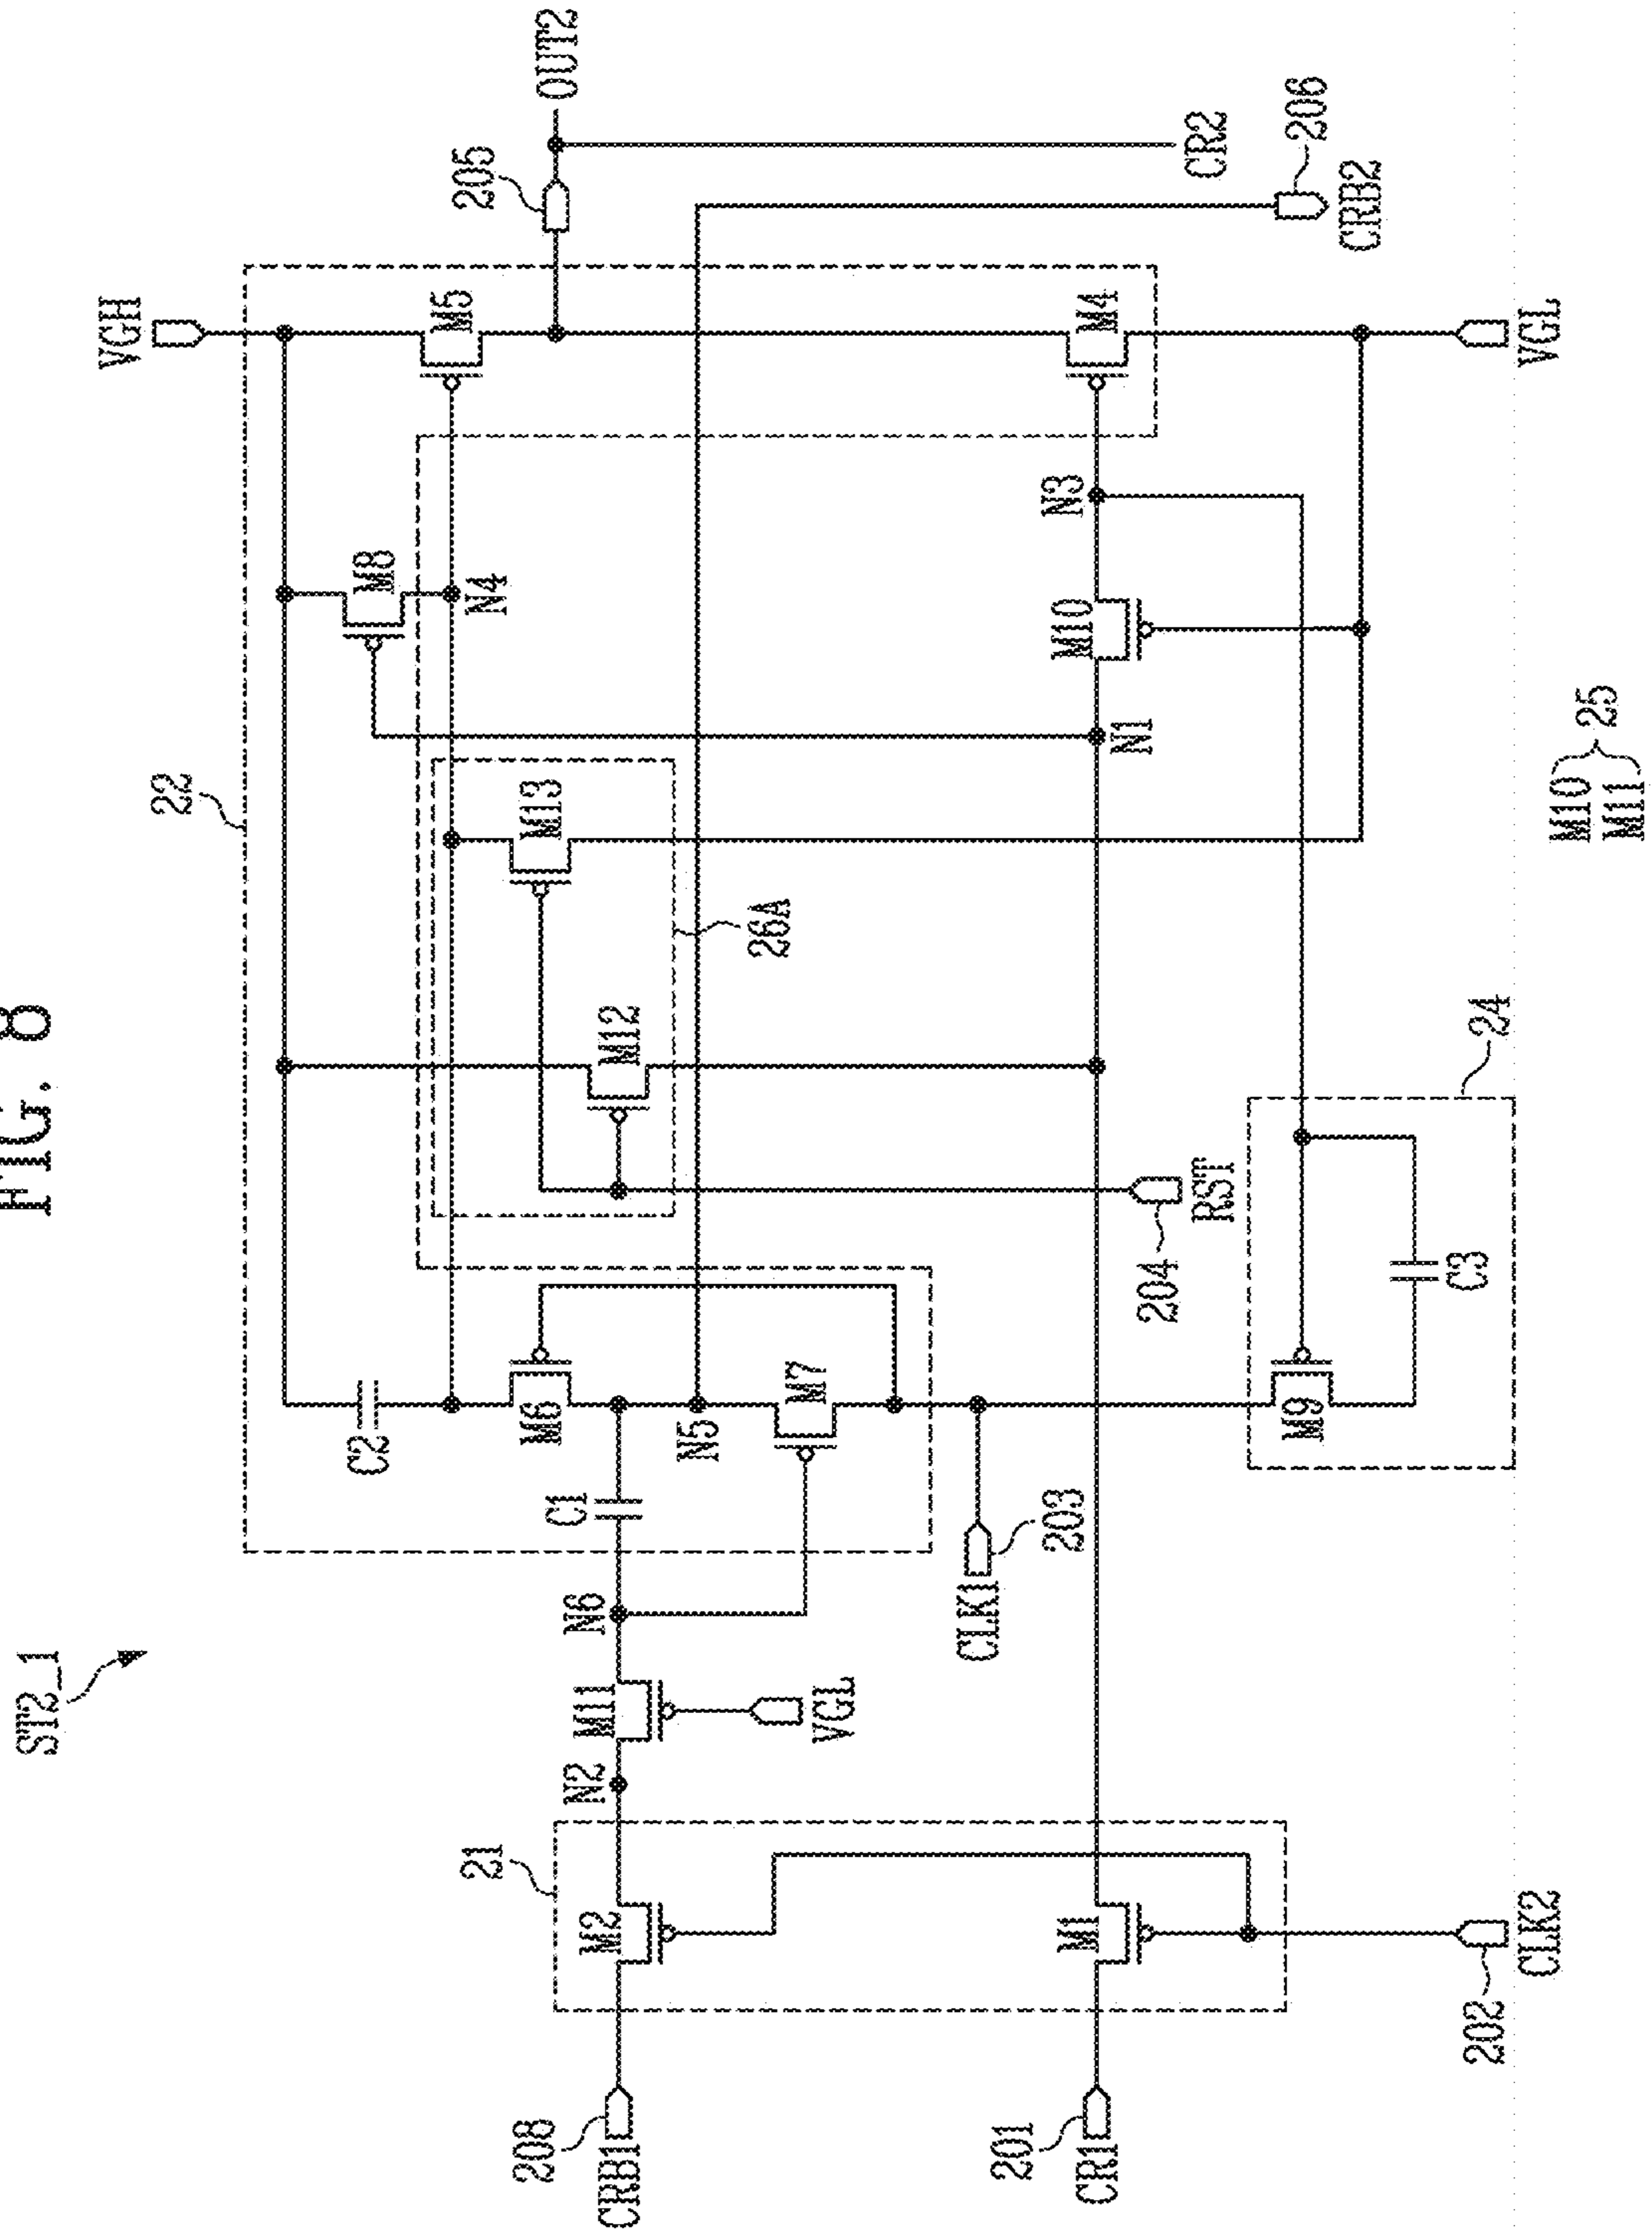 FIG. 8
ST2_1
22
VGH
C2
M8
M5
205
OUT2
N4
M6
M13
C1
M12
26A
N6
N5
M7
M11
N2
VGL
21
M2
208
CRB1
CLK1
203
204
RST
N1
M10
N3
M4
CR2
206
CRB2
M1
201
CR1
M9
C3
24
202
CLK2
VGL
M10
M11
25